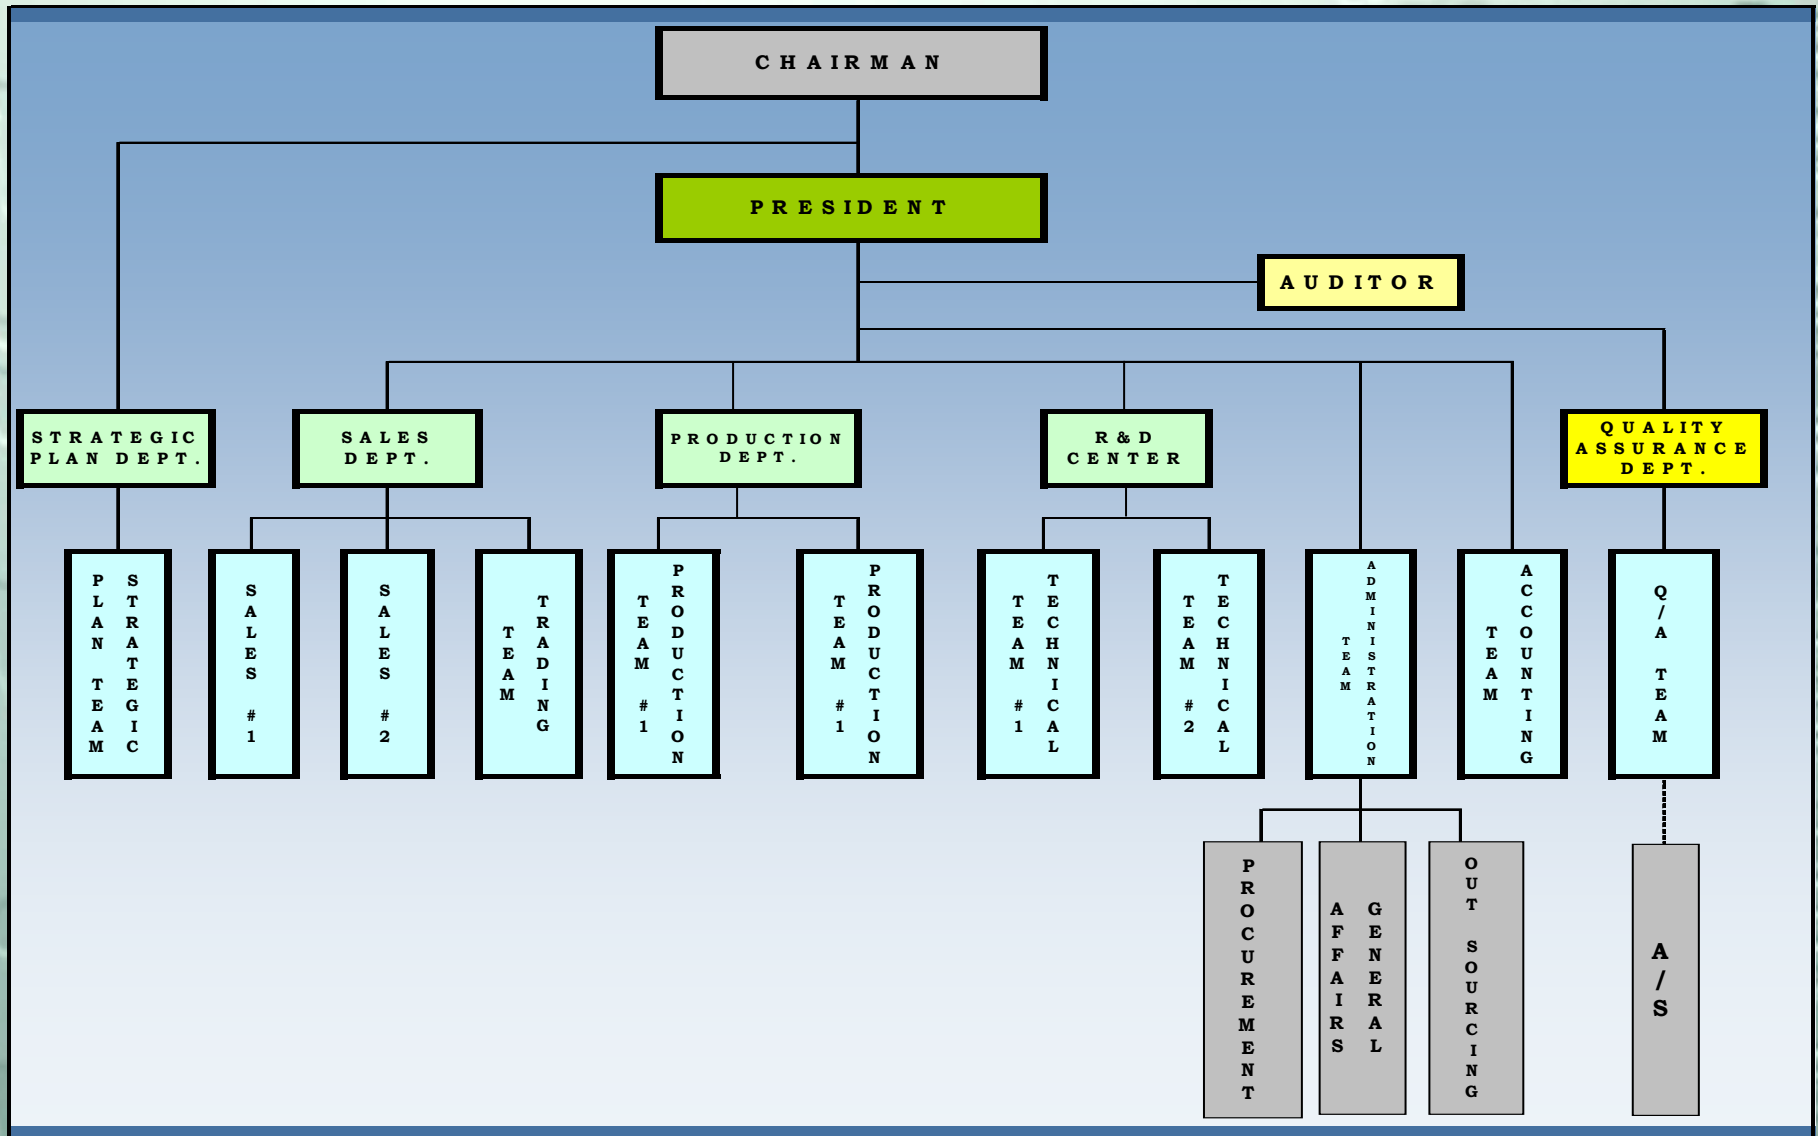 CHAIRMAN
PRESIDENT
AUDITOR
STRATEGIC
PLAN DEPT.
SALES
DEPT.
PRODUCTION
DEPT.
R&D
CENTER
QUALITY
ASSURANCE
DEPT.
STRATEGIC
PLAN TEAM
SALES #1
SALES #2
TRADING
TEAM
PRODUCTION
TEAM #1
PRODUCTION
TEAM #1
TECHNICAL
TEAM #1
TECHNICAL
TEAM #2
ADMINISTRATION
TEAM
ACCOUNTING
TEAM
Q/A TEAM
PROCUREMENT
GENERAL
AFFAIRS
OUT SOURCING
A/S